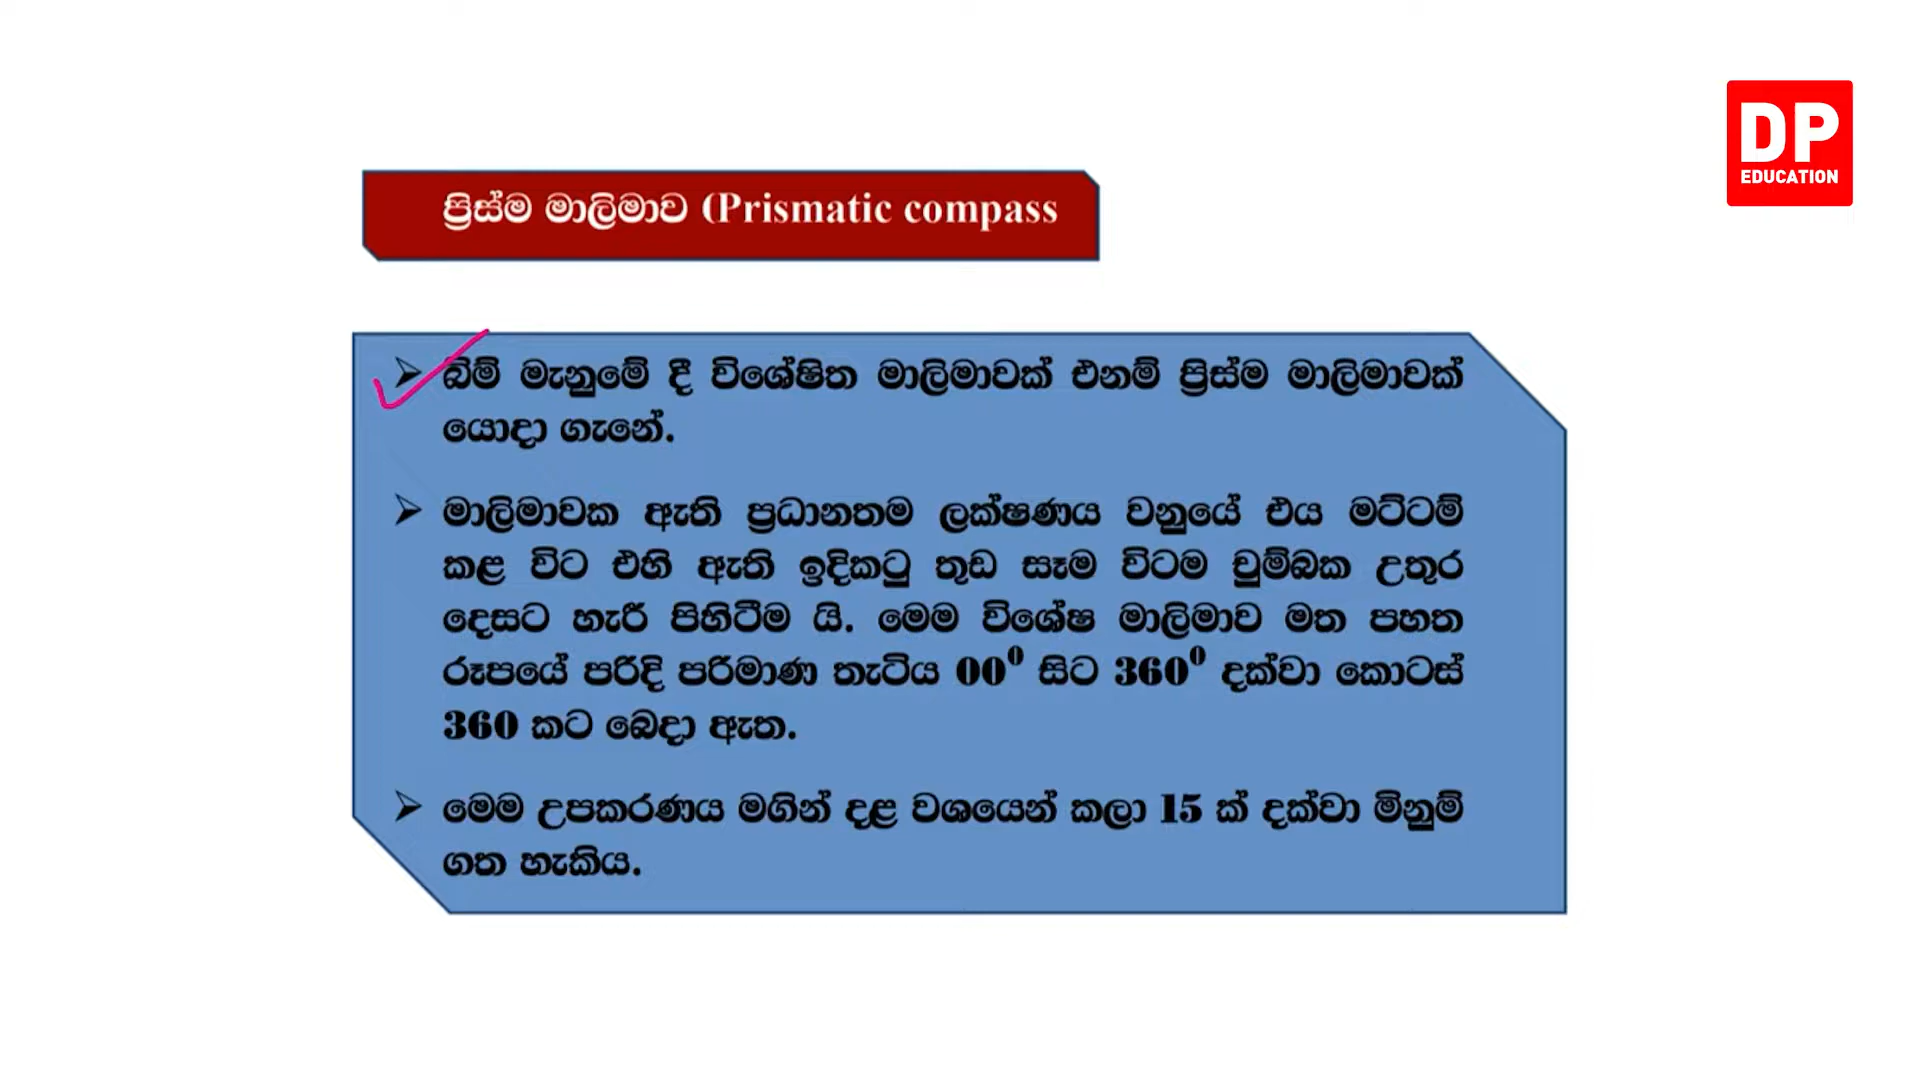 DP
EDUCATION
ප්‍රිස්ම මාලිමාව (Prismatic compass
➢ බිම් මැනුමේ දී විශේෂිත මාලිමාවක් එනම් ප්‍රිස්ම මාලිමාවක්
යොදා ගැනේ.
➢ මාලිමාවක ඇති ප්‍රධානතම ලක්ෂණය වනුයේ එය මට්ටම්
කළ විට එහි ඇති ඉදිකටු තුඩ සෑම විටම චුම්බක උතුර
දෙසට හැරී පිහිටීම යි. මෙම විශේෂ මාලිමාව මත පහත
රූපයේ පරිදි පරිමාණ තැටිය 00⁰ සිට 360⁰ දක්වා කොටස්
360 කට බෙදා ඇත.
➢ මෙම උපකරණය මගින් දළ වශයෙන් කලා 15 ක් දක්වා මිනුම්
ගත හැකිය.